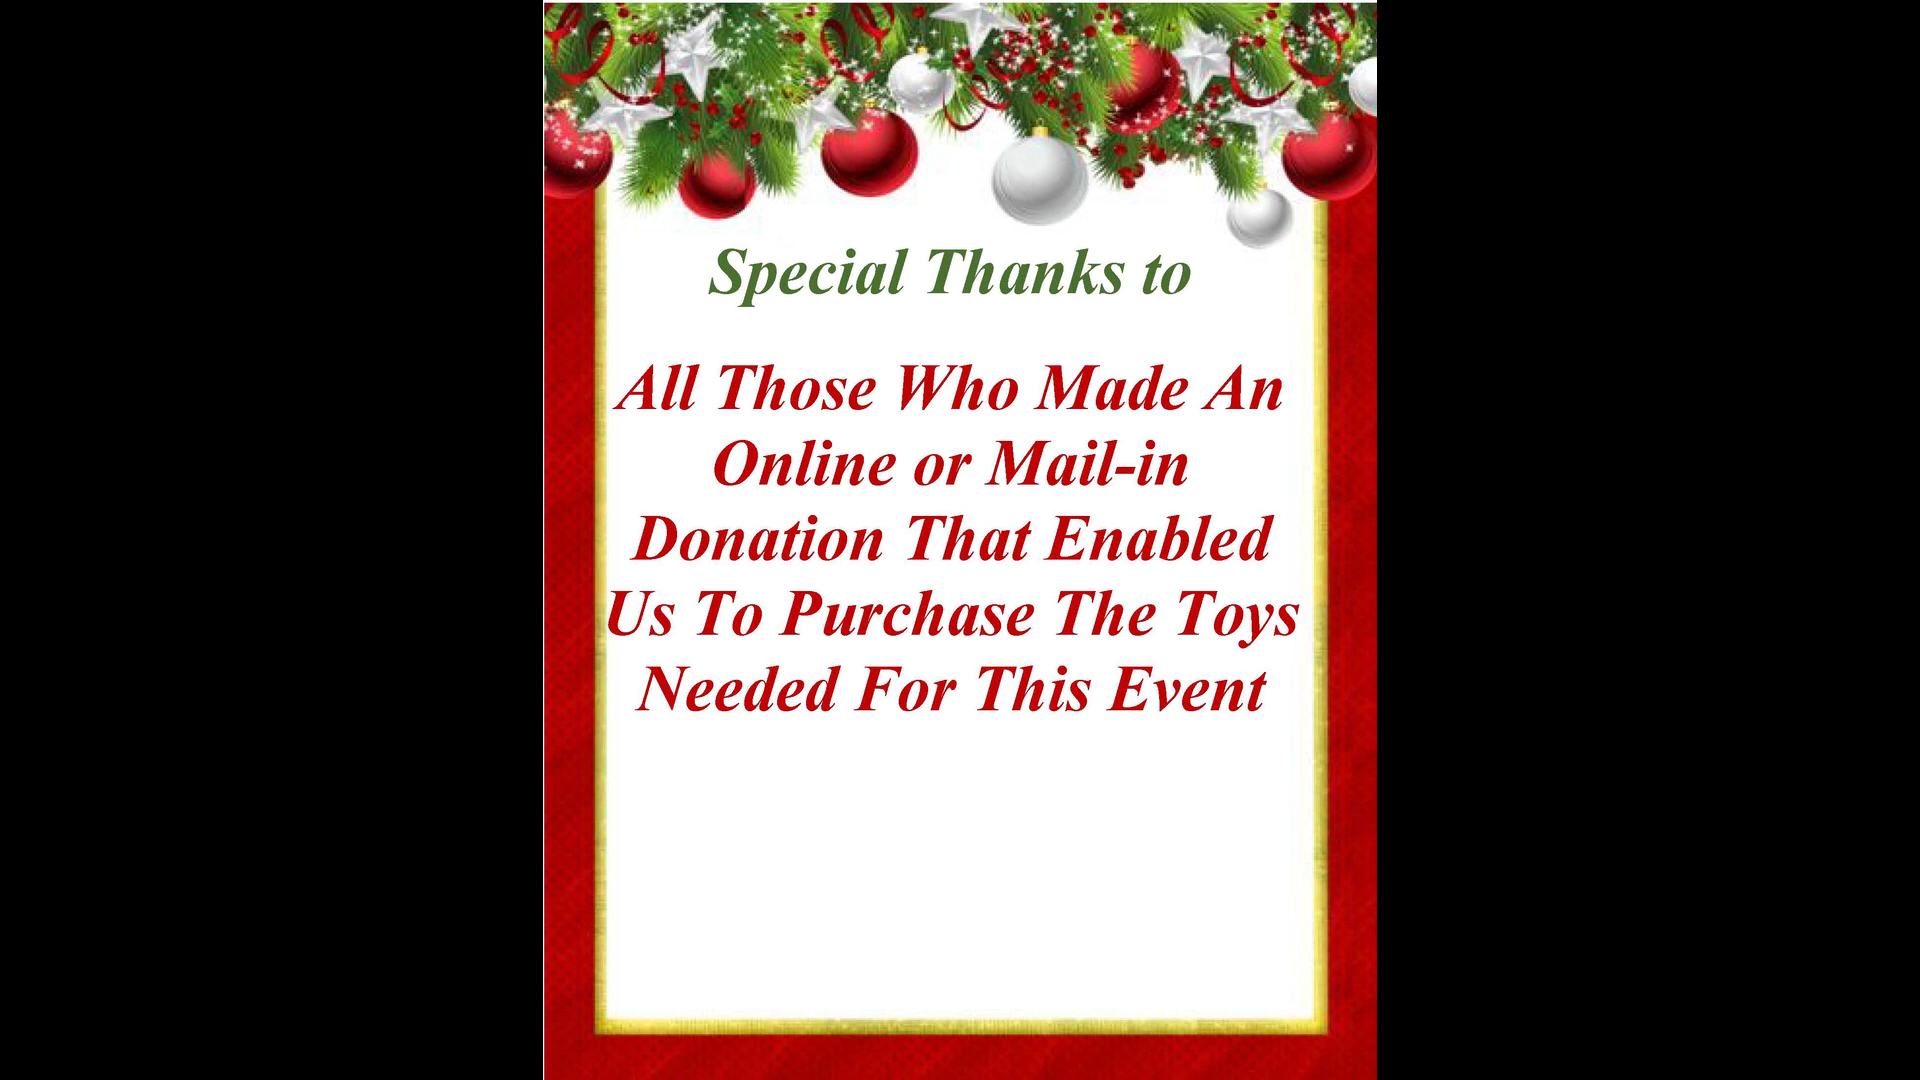 Special Thanks to
All Those Who Made An
Online or Mail-in
Donation That Enabled
Us To Purchase The Toys
Needed For This Event